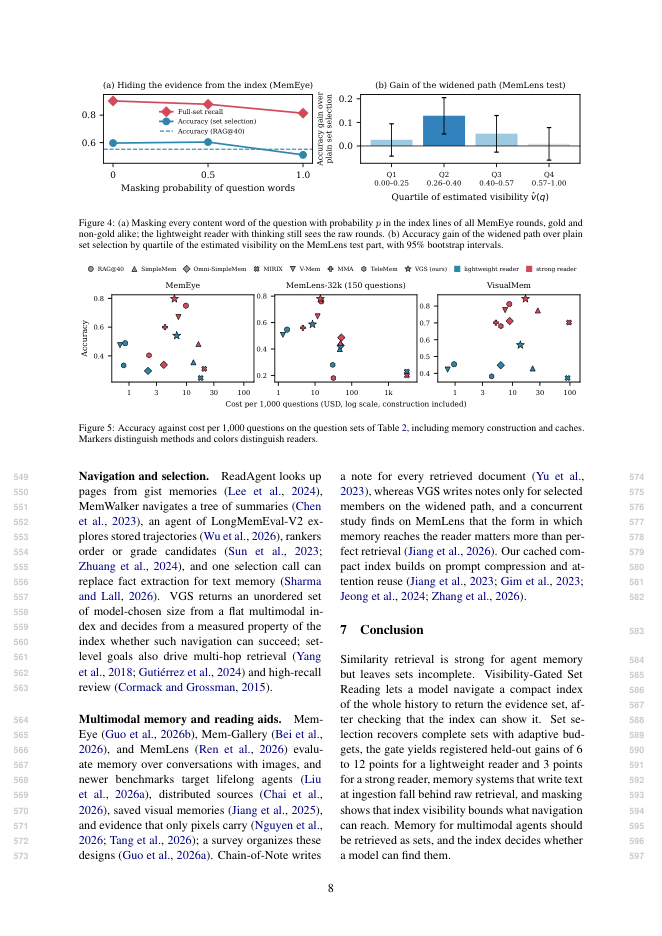 (a) Hiding the evidence from the index (MemEye)
0.8
0.6
Full-set recall
Accuracy (set selection)
Accuracy (RAG@40)
0
0.5
1.0
Masking probability of question words
(b) Gain of the widened path (MemLens test)
Accuracy gain over
plain set selection
0.2
0.1
0.0
Q1 Q2 Q3 Q4
0.00–0.25 0.26–0.40 0.40–0.57 0.57–1.00
Quartile of estimated visibility v̂(q)
Figure 4: (a) Masking every content word of the question with probability p in the index lines of all MemEye rounds, gold and
non-gold alike; the lightweight reader with thinking still sees the raw rounds. (b) Accuracy gain of the widened path over plain
set selection by quartile of the estimated visibility on the MemLens test part, with 95% bootstrap intervals.
RAG@40 SimpleMem Omni-SimpleMem MIRIX V-Mem MMA TeleMem VGS (ours) lightweight reader strong reader
MemEye
MemLens-32k (150 questions)
VisualMem
Accuracy
0.8
0.6
0.4
1 3 10 30 100
0.8
0.6
0.4
0.2
10 100 1k
0.8
0.7
0.6
0.5
0.4
1 3 10 30 100
Cost per 1,000 questions (USD, log scale, construction included)
Figure 5: Accuracy against cost per 1,000 questions on the question sets of Table 2, including memory construction and caches.
Markers distinguish methods and colors distinguish readers.
549 Navigation and selection. ReadAgent looks up
550 pages from gist memories (Lee et al., 2024),
551 MemWalker navigates a tree of summaries (Chen
552 et al., 2023), an agent of LongMemEval-V2 ex-
553 plores stored trajectories (Wu et al., 2026), rankers
554 order or grade candidates (Sun et al., 2023;
555 Zhuang et al., 2024), and one selection call can
556 replace fact extraction for text memory (Sharma
557 and Lall, 2026). VGS returns an unordered set
558 of model-chosen size from a flat multimodal in-
559 dex and decides from a measured property of the
560 index whether such navigation can succeed; set-
561 level goals also drive multi-hop retrieval (Yang
562 et al., 2018; Gutiérrez et al., 2024) and high-recall
563 review (Cormack and Grossman, 2015).
564 Multimodal memory and reading aids. Mem-
565 Eye (Guo et al., 2026b), Mem-Gallery (Bei et al.,
566 2026), and MemLens (Ren et al., 2026) evalu-
567 ate memory over conversations with images, and
568 newer benchmarks target lifelong agents (Liu
569 et al., 2026a), distributed sources (Chai et al.,
570 2026), saved visual memories (Jiang et al., 2025),
571 and evidence that only pixels carry (Nguyen et al.,
572 2026; Tang et al., 2026); a survey organizes these
573 designs (Guo et al., 2026a). Chain-of-Note writes
a note for every retrieved document (Yu et al., 574
2023), whereas VGS writes notes only for selected 575
members on the widened path, and a concurrent 576
study finds on MemLens that the form in which 577
memory reaches the reader matters more than per- 578
fect retrieval (Jiang et al., 2026). Our cached com- 579
pact index builds on prompt compression and at- 580
tention reuse (Jiang et al., 2023; Gim et al., 2023; 581
Jeong et al., 2024; Zhang et al., 2026). 582
7 Conclusion 583
Similarity retrieval is strong for agent memory 584
but leaves sets incomplete. Visibility-Gated Set 585
Reading lets a model navigate a compact index 586
of the whole history to return the evidence set, af- 587
ter checking that the index can show it. Set se- 588
lection recovers complete sets with adaptive bud- 589
gets, the gate yields registered held-out gains of 6 590
to 12 points for a lightweight reader and 3 points 591
for a strong reader, memory systems that write text 592
at ingestion fall behind raw retrieval, and masking 593
shows that index visibility bounds what navigation 594
can reach. Memory for multimodal agents should 595
be retrieved as sets, and the index decides whether 596
a model can find them. 597
8